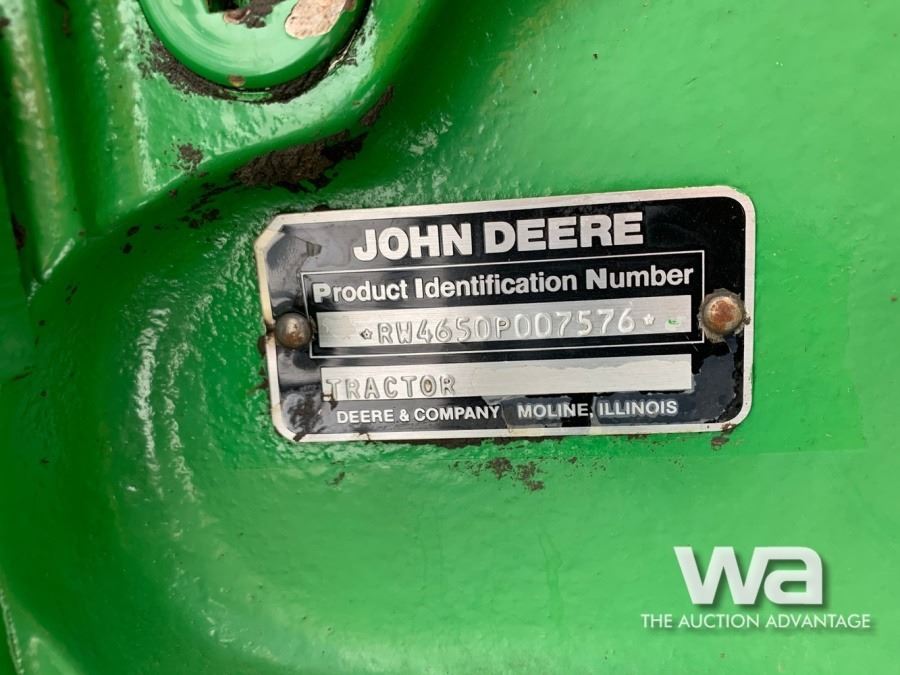 JOHN DEERE
Product Identification Number
*RW4650P007576*
TRACTOR
DEERE & COMPANY MOLINE, ILLINOIS
wa
THE AUCTION ADVANTAGE